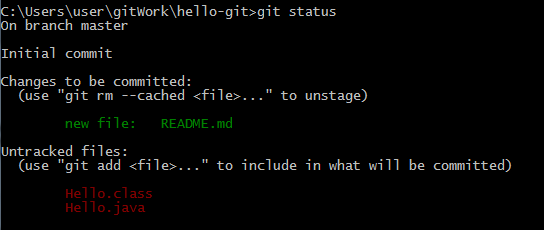 C:\Users\user\gitWork\hello-git>git status
On branch master
Initial commit
Changes to be committed:
(use "git rm --cached <file>..." to unstage)
new file:   README.md
Untracked files:
(use "git add <file>..." to include in what will be committed)
Hello.class
Hello.java